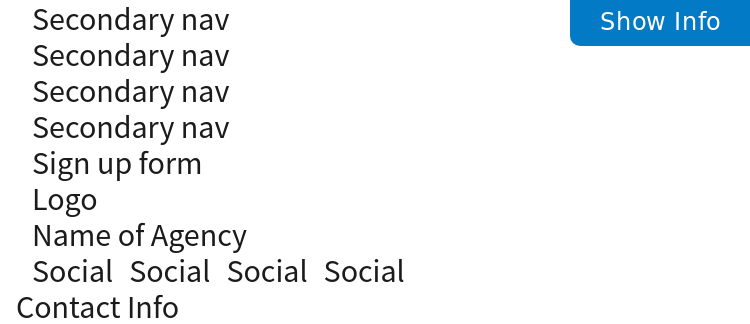 Secondary nav
Show Info
Secondary nav
Secondary nav
Secondary nav
Sign up form
Logo
Name of Agency
Social Social Social Social
Contact Info